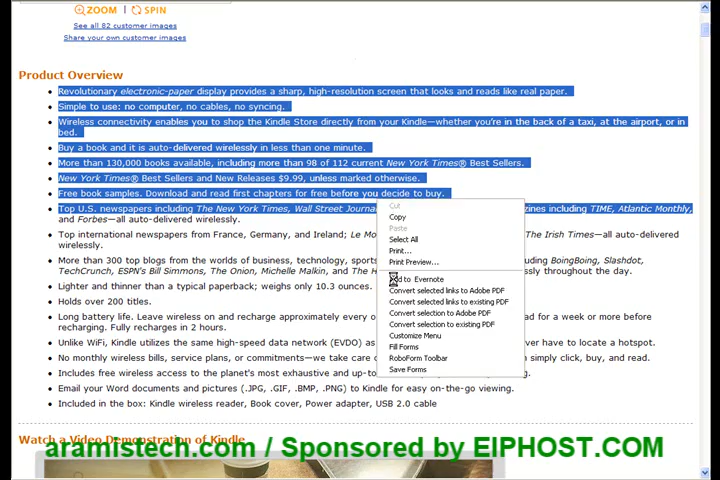 ZOOM | SPIN
See all 82 customer images
Share your own customer images
Product Overview
• Revolutionary electronic-paper display provides a sharp, high-resolution screen that looks and reads like real paper.
• Simple to use: no computer, no cables, no syncing.
• Wireless connectivity enables you to shop the Kindle Store directly from your Kindle—whether you're in the back of a taxi, at the airport, or in
bed.
• Buy a book and it is auto-delivered wirelessly in less than one minute.
• More than 130,000 books available, including more than 98 of 112 current New York Times® Best Sellers.
• New York Times® Best Sellers and New Releases $9.99, unless marked otherwise.
• Free book samples. Download and read first chapters for free before you decide to buy.
• Top U.S. newspapers including The New York Times, Wall Street Journa zines including TIME, Atlantic Monthly,
and Forbes—all auto-delivered wirelessly.
• Top international newspapers from France, Germany, and Ireland; Le Mo The Irish Times—all auto-delivered
wirelessly.
• More than 300 top blogs from the worlds of business, technology, spor uding BoingBoing, Slashdot,
TechCrunch, ESPN's Bill Simmons, The Onion, Michelle Malkin, and The H ssly throughout the day.
• Lighter and thinner than a typical paperback; weighs only 10.3 ounces.
• Holds over 200 titles.
• Long battery life. Leave wireless on and recharge approximately every o d for a week or more before
recharging. Fully recharges in 2 hours.
• Unlike WiFi, Kindle utilizes the same high-speed data network (EVDO) as ver have to locate a hotspot.
• No monthly wireless bills, service plans, or commitments—we take care o simply click, buy, and read.
• Includes free wireless access to the planet's most exhaustive and up-to-
• Email your Word documents and pictures (.JPG, .GIF, .BMP, .PNG) to Kindle for easy on-the-go viewing.
• Included in the box: Kindle wireless reader, Book cover, Power adapter, USB 2.0 cable
Cut
Copy
Paste
Select All
Print...
Print Preview...
to Evernote
Convert selected links to Adobe PDF
Convert selected links to existing PDF
Convert selection to Adobe PDF
Convert selection to existing PDF
Customize Menu
Fill Forms
RoboForm Toolbar
Save Forms
Watch a Video Demonstration of Kindle
aramistech.com / Sponsored by EIPHOST.COM